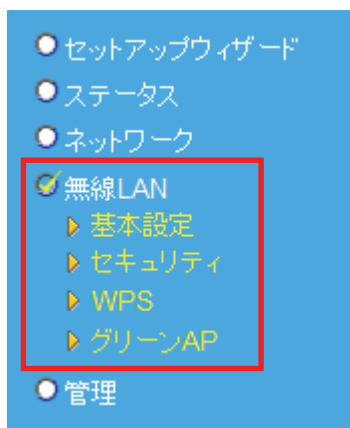 セットアップウィザード
ステータス
ネットワーク
無線LAN
基本設定
セキュリティ
WPS
グリーンAP
管理